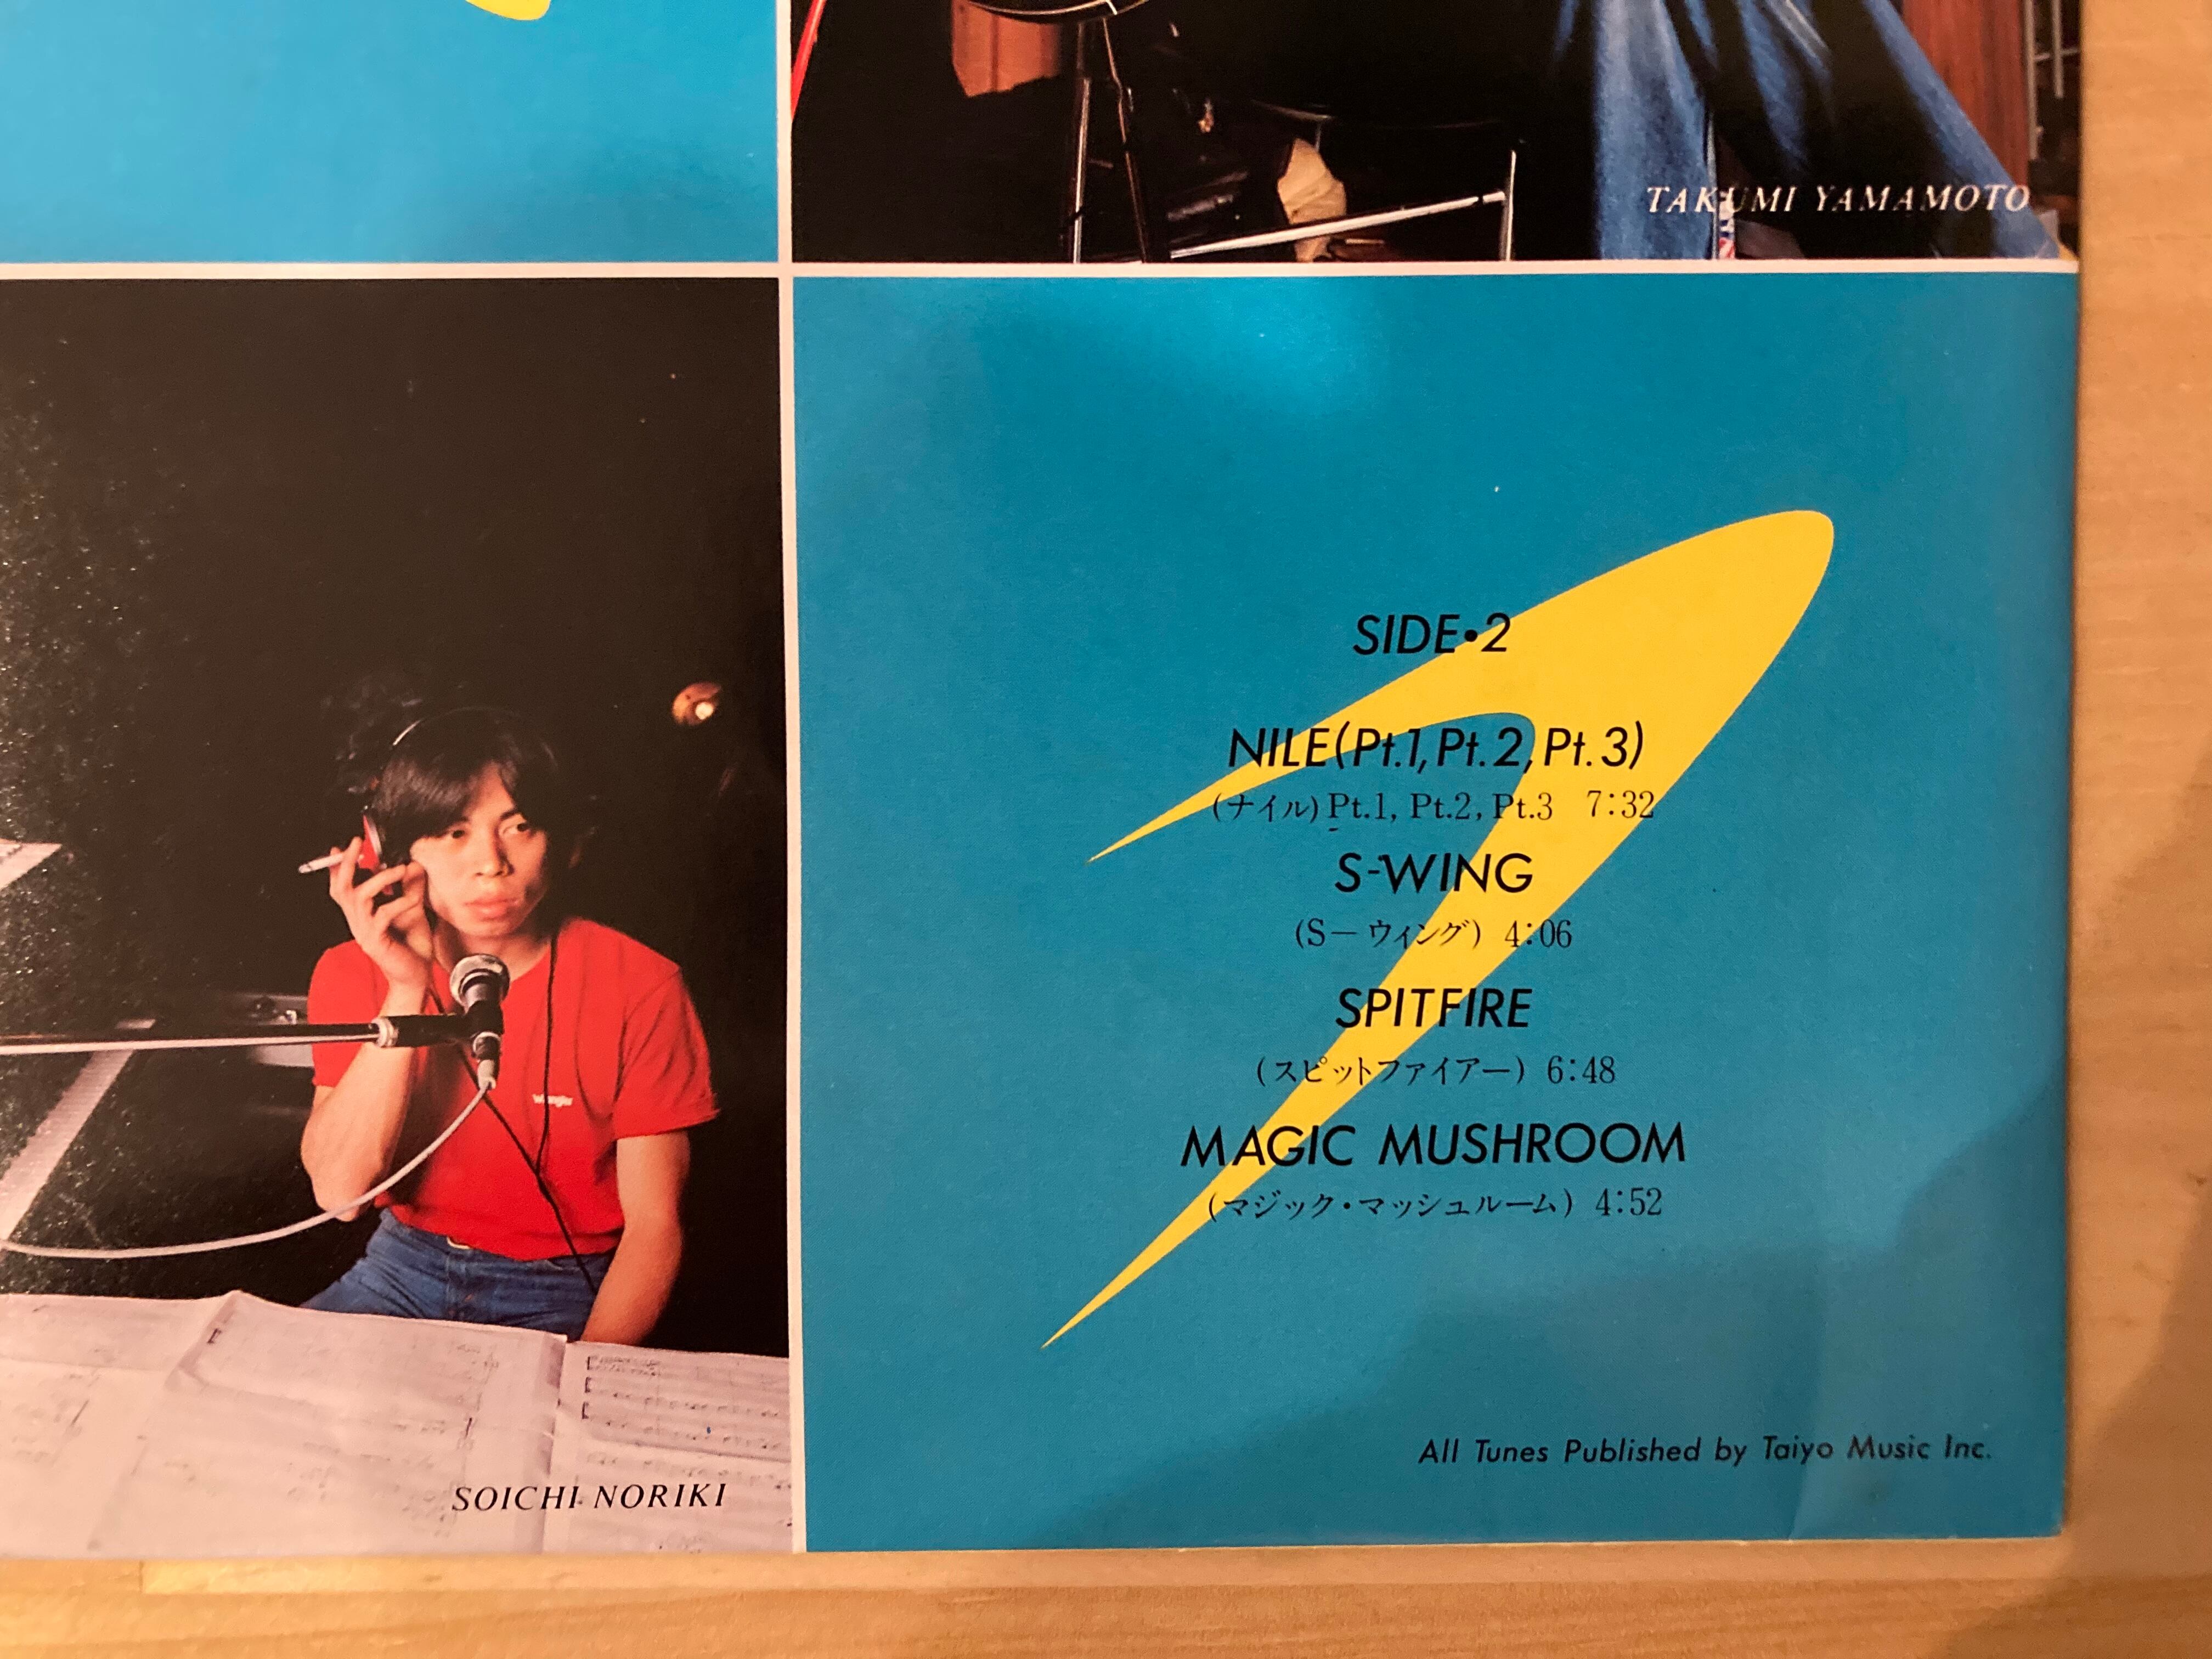 TAKUMI YAMAMOTO
SIDE•2
NILE(Pt.1, Pt.2, Pt.3)
(ナイル) Pt.1, Pt.2, Pt.3 7:32
S-WING
(S—ウィング) 4:06
SPITFIRE
(スピットファイアー) 6:48
MAGIC MUSHROOM
(マジック・マッシュルーム) 4:52
All Tunes Published by Taiyo Music Inc.
Wrangler
SOICHI NORIKI